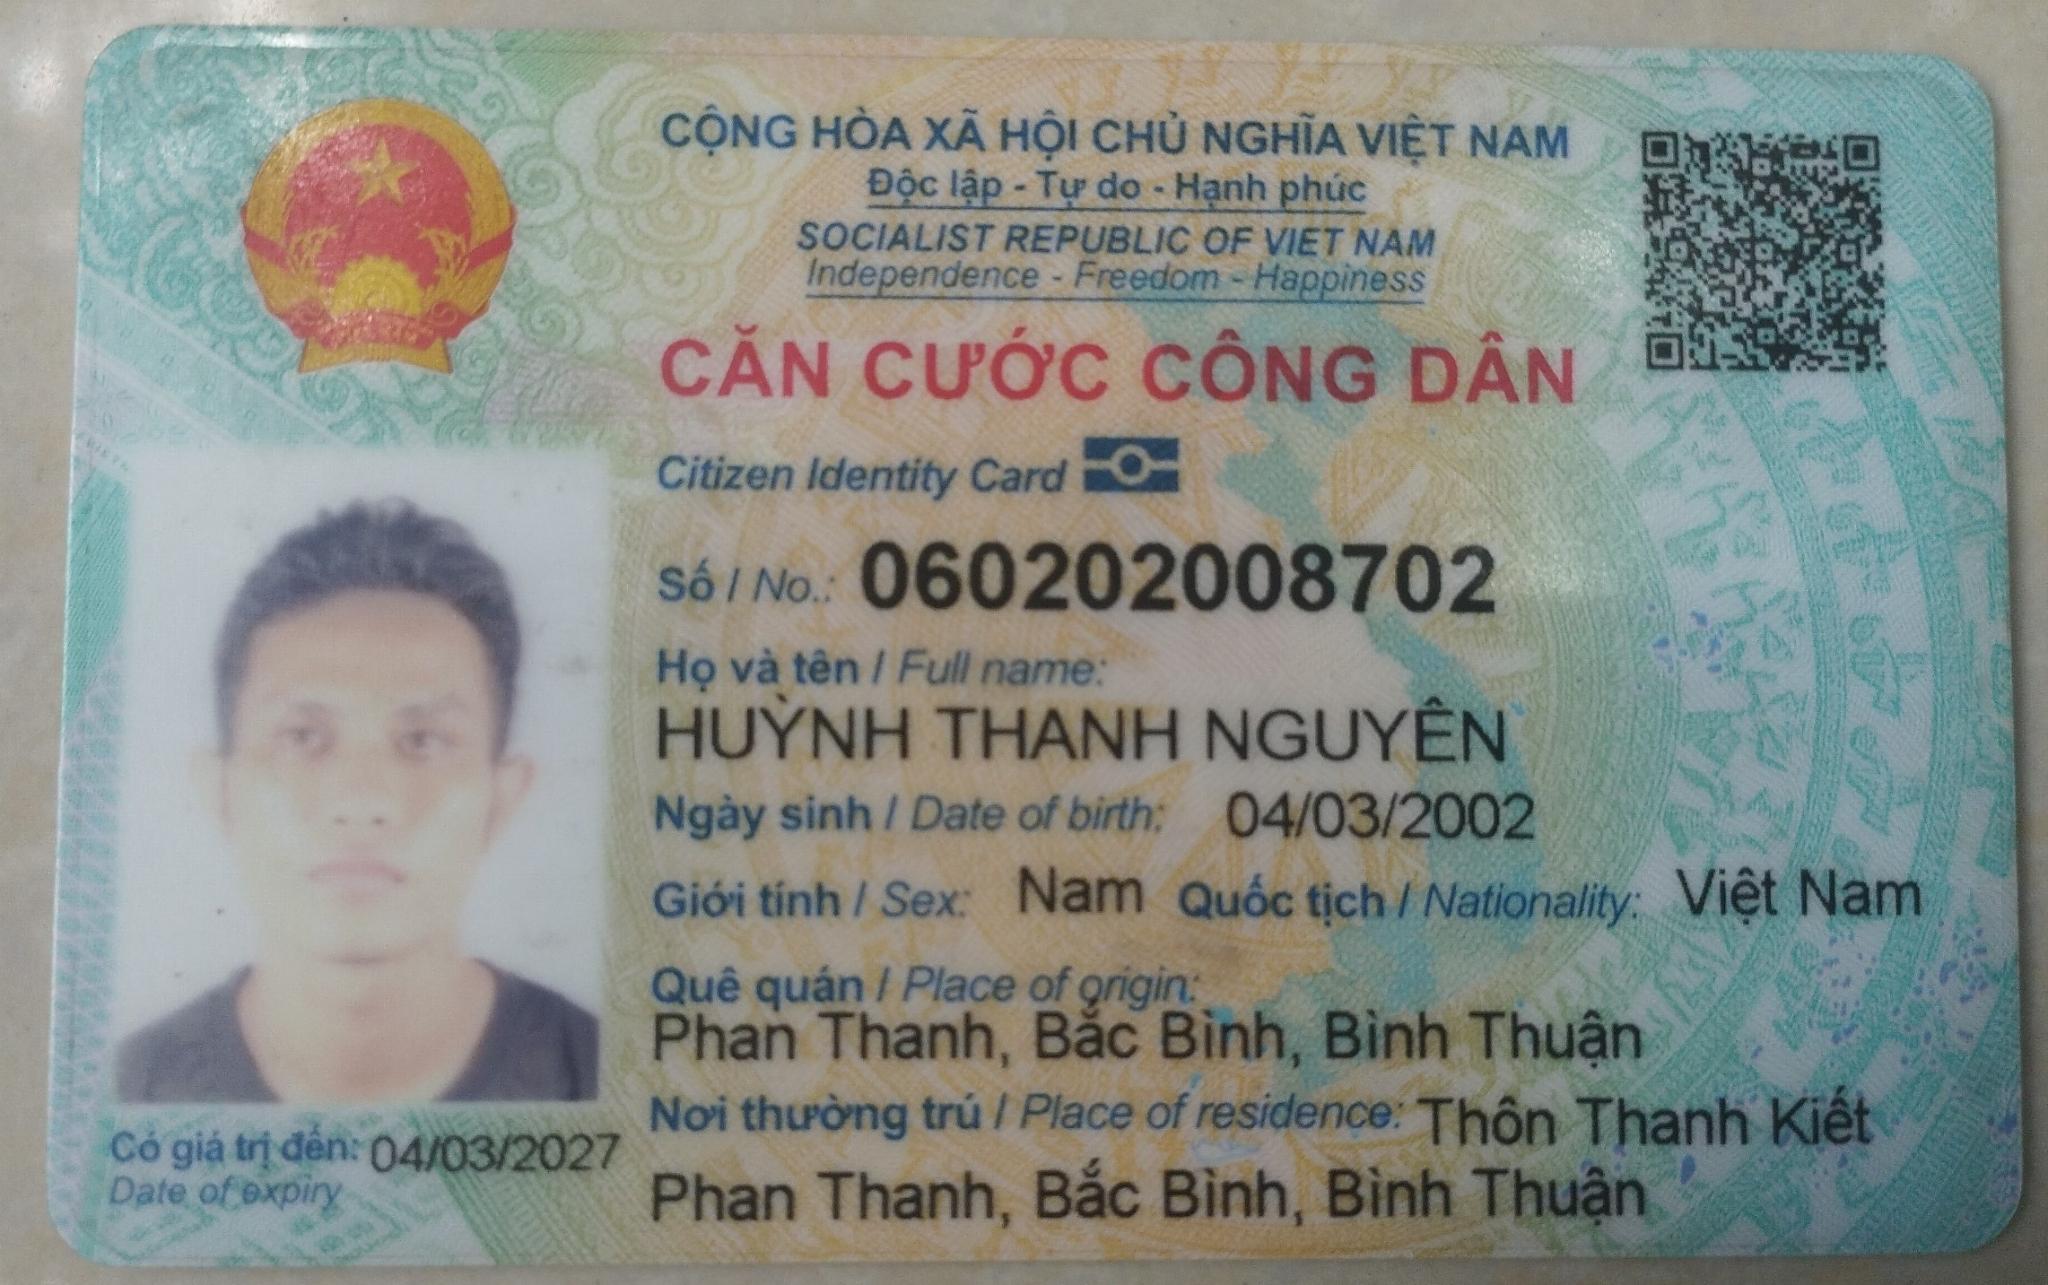 CỘNG HÒA XÃ HỘI CHỦ NGHĨA VIỆT NAM
Độc lập - Tự do - Hạnh phúc
SOCIALIST REPUBLIC OF VIET NAM
Independence - Freedom - Happiness
CĂN CƯỚC CÔNG DÂN
Citizen Identity Card
Số / No.: 060202008702
Họ và tên / Full name:
HUỲNH THANH NGUYÊN
Ngày sinh / Date of birth: 04/03/2002
Giới tính / Sex: Nam Quốc tịch / Nationality: Việt Nam
Quê quán / Place of origin:
Phan Thanh, Bắc Bình, Bình Thuận
Nơi thường trú / Place of residence: Thôn Thanh Kiết
Phan Thanh, Bắc Bình, Bình Thuận
Có giá trị đến: 04/03/2027
Date of expiry